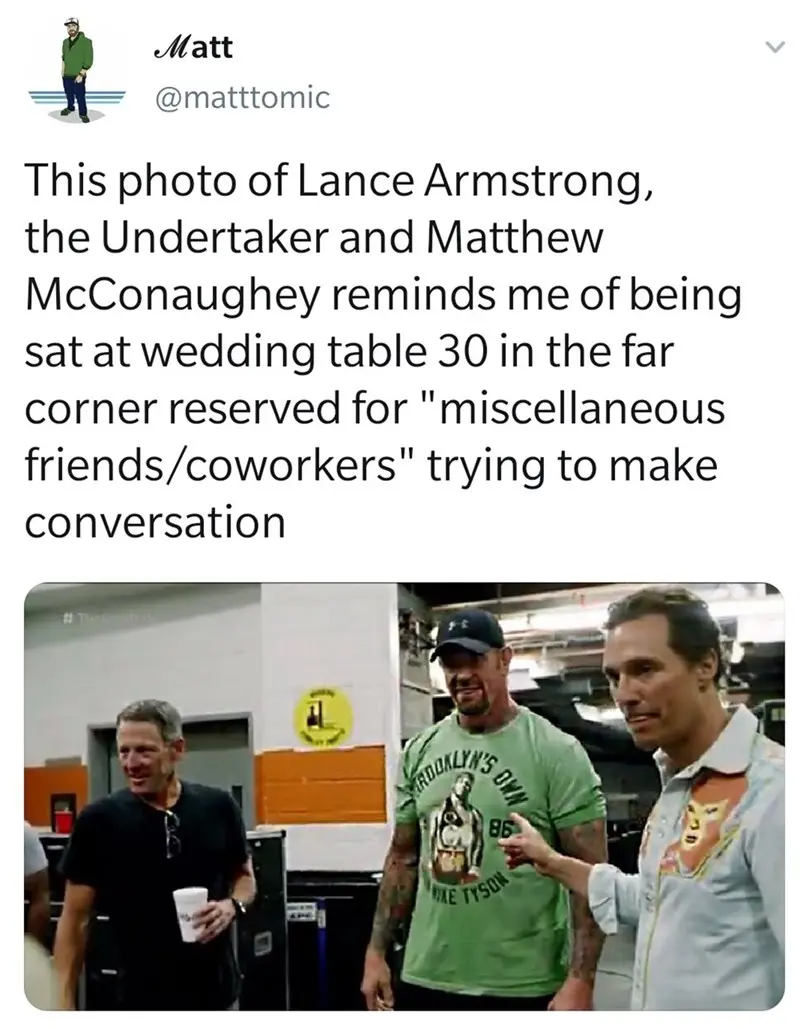 Matt
@matttomic
This photo of Lance Armstrong,
the Undertaker and Matthew
McConaughey reminds me of being
sat at wedding table 30 in the far
corner reserved for "miscellaneous
friends/coworkers" trying to make
conversation
BROOKLYN'S OWN
86
MIKE TYSON